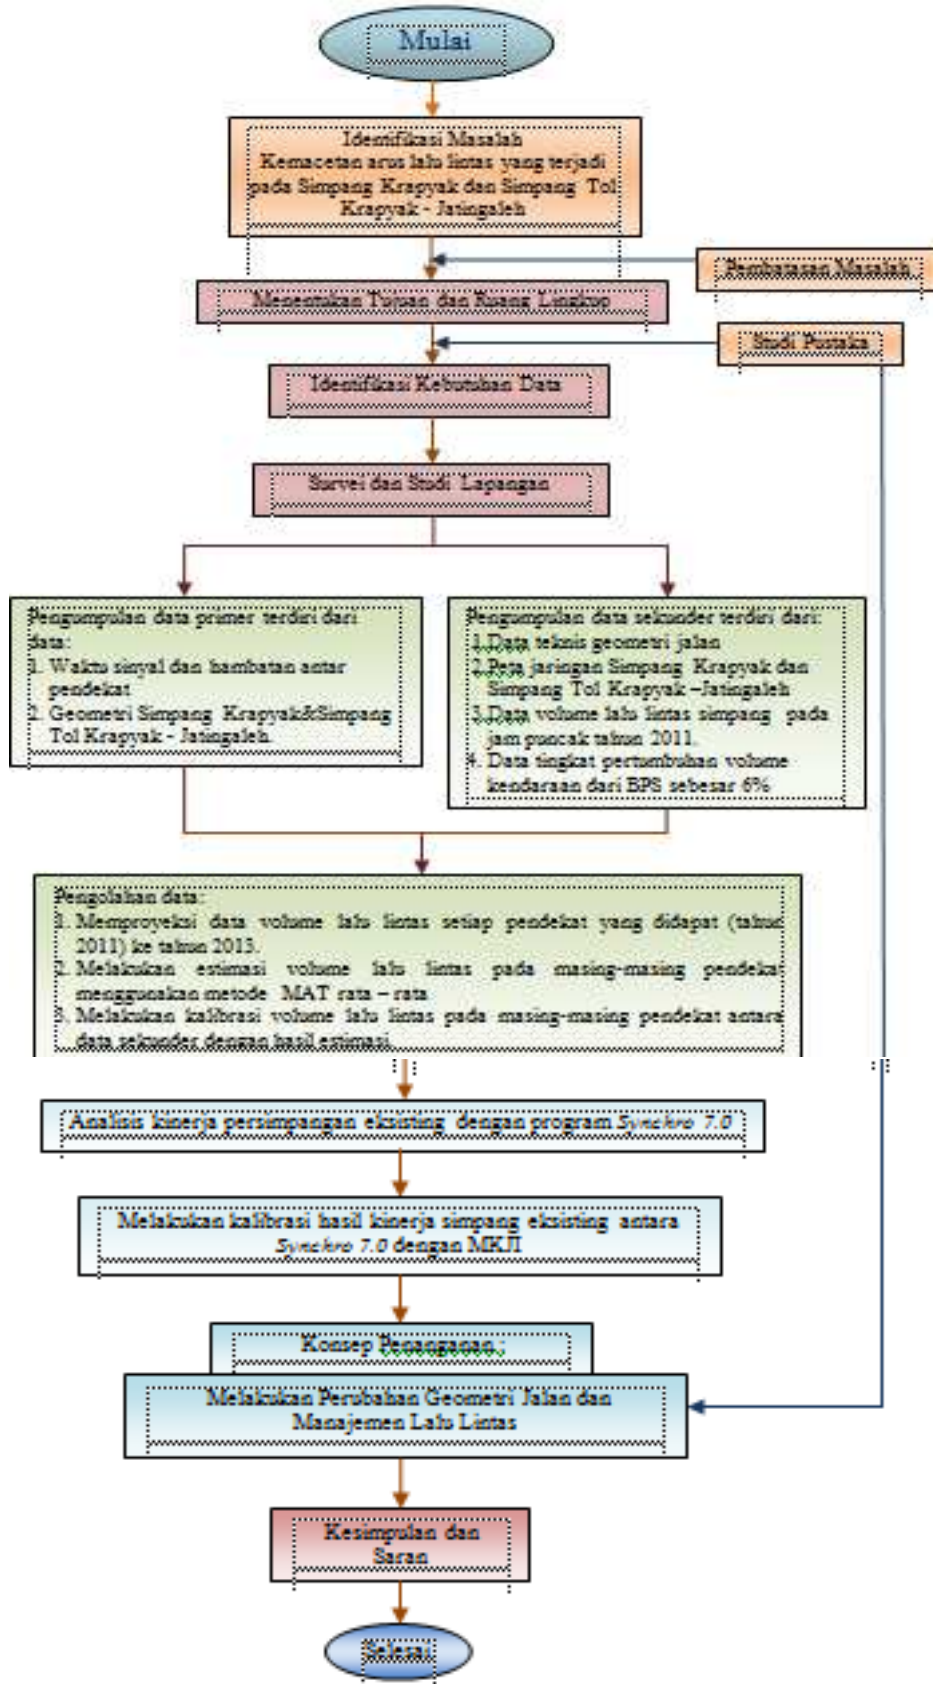 Mulai
Identifikasi Masalah
Kemacetan arus lalu lintas yang terjadi
pada Simpang Krapyak dan Simpang Tol
Krapyak - Jatingaleh
Pembatasan Masalah
Menentukan Tujuan dan Ruang Lingkup
Studi Pustaka
Identifikasi Kebutuhan Data
Survei dan Studi Lapangan
Pengumpulan data primer terdiri dari
data:
1. Waktu sinyal dan hambatan antar
pendekat
2. Geometri Simpang Krapyak&Simpang
Tol Krapyak - Jatingaleh.
Pengumpulan data sekunder terdiri dari:
1.Data teknis geometri jalan
2.Peta jaringan Simpang Krapyak dan
Simpang Tol Krapyak –Jatingaleh
3.Data volume lalu lintas simpang pada
jam puncak tahun 2011.
4. Data tingkat pertumbuhan volume
kendaraan dari BPS sebesar 6%
Pengolahan data:
1. Memproyeksi data volume lalu lintas setiap pendekat yang didapat (tahun
2011) ke tahun 2013.
2. Melakukan estimasi volume lalu lintas pada masing-masing pendekat
menggunakan metode MAT rata – rata
3. Melakukan kalibrasi volume lalu lintas pada masing-masing pendekat antara
data sekunder dengan hasil estimasi.
Analisis kinerja persimpangan eksisting dengan program Synchro 7.0
Melakukan kalibrasi hasil kinerja simpang eksisting antara
Synchro 7.0 dengan MKJI
Konsep Penanganan :
Melakukan Perubahan Geometri Jalan dan
Manajemen Lalu Lintas
Kesimpulan dan
Saran
Selesai